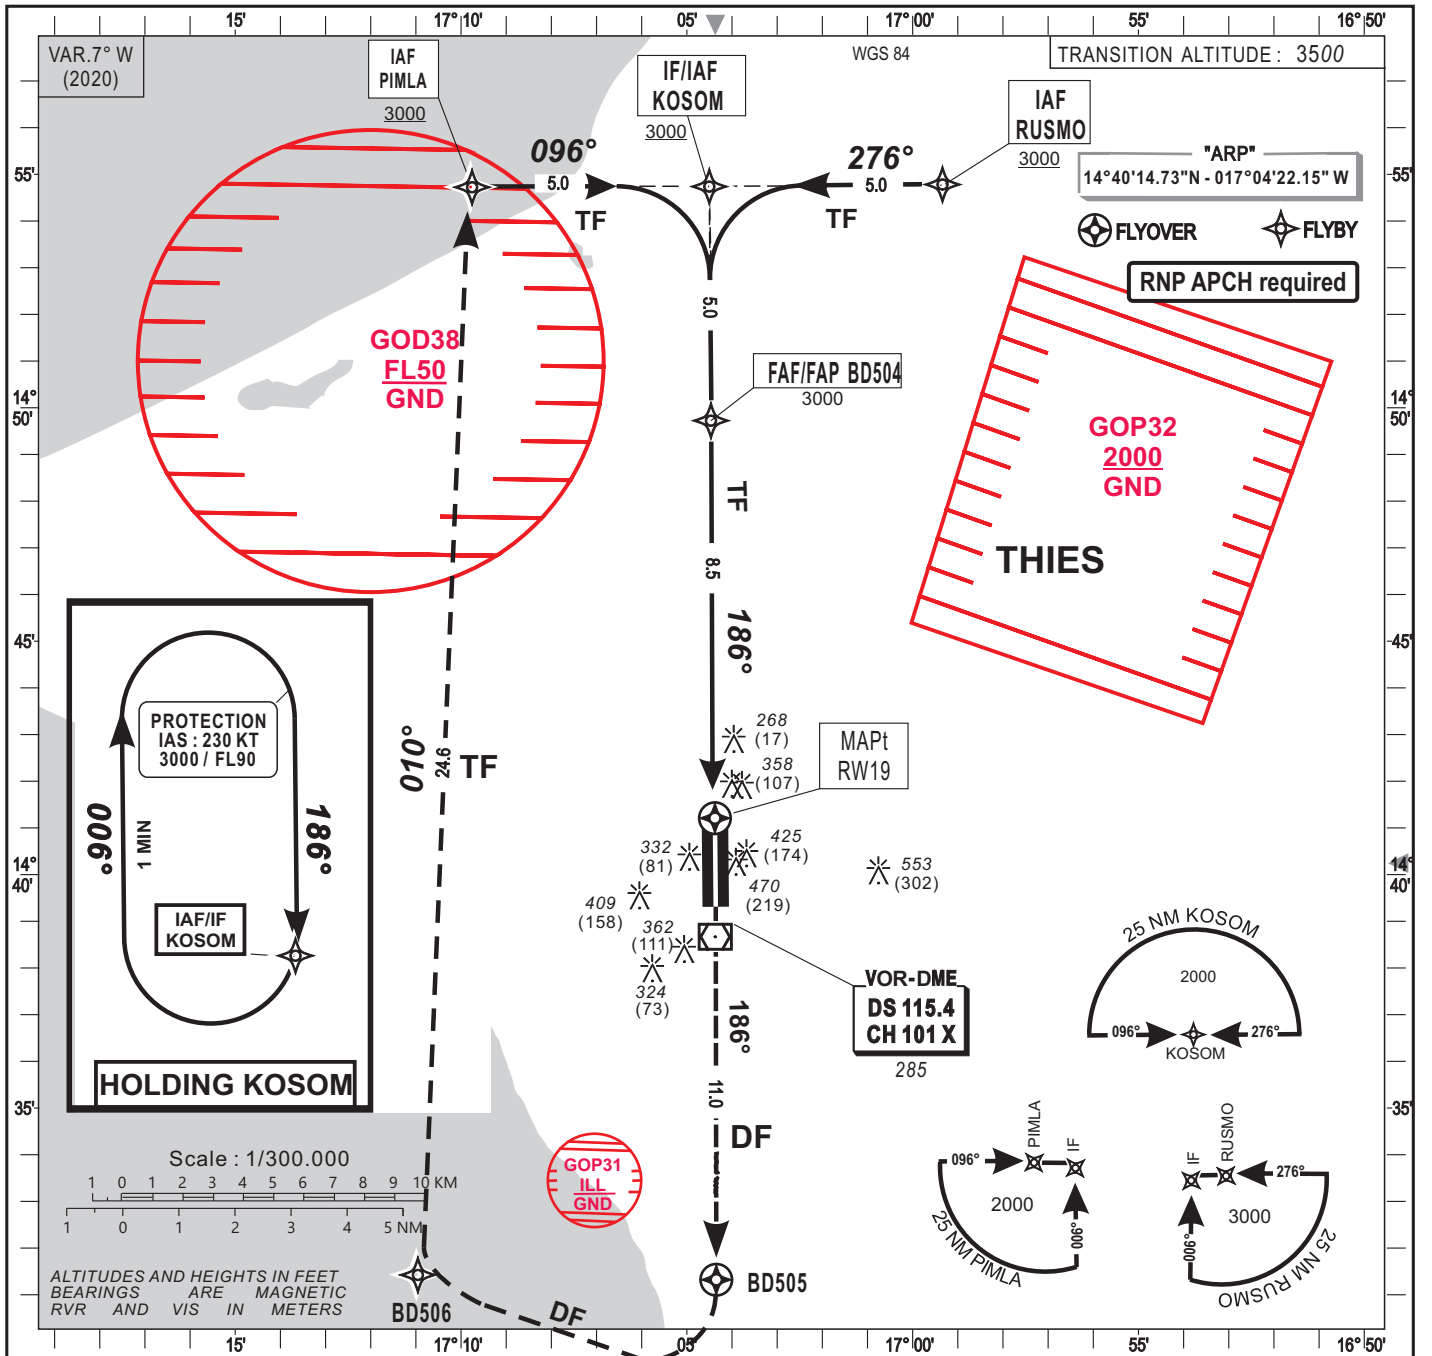 15'
17°10'
05'
17°00'
55'
16°50'
VAR.7° W
(2020)
IAF
PIMLA
3000
IF/IAF
KOSOM
3000
WGS 84
TRANSITION ALTITUDE : 3500
IAF
RUSMO
3000
"ARP"
14°40'14.73"N - 017°04'22.15" W
FLYOVER
FLYBY
RNP APCH required
55'
55'
096°
5.0
TF
276°
5.0
TF
5.0
GOD38
FL50
GND
FAF/FAP BD504
3000
14°
50'
14°
50'
GOP32
2000
GND
THIES
TF
8.5
186°
45'
45'
PROTECTION
IAS : 230 KT
3000 / FL90
006°
1 MIN
186°
IAF/IF
KOSOM
HOLDING KOSOM
010°
24.6
TF
268
(17)
358
(107)
MAPt
RW19
332
(81)
425
(174)
470
(219)
553
(302)
409
(158)
362
(111)
324
(73)
14°
40'
14°
40'
VOR-DME
DS 115.4
CH 101 X
285
186°
11.0
DF
25 NM KOSOM
2000
096°
276°
KOSOM
35'
35'
GOP31
ILL
GND
PIMLA
IF
096°
2000
006°
25 NM PIMLA
IF
RUSMO
276°
3000
006°
25 NM RUSMO
Scale : 1/300.000
1 0 1 2 3 4 5 6 7 8 9 10 KM
1 0 1 2 3 4 5 NM
ALTITUDES AND HEIGHTS IN FEET
BEARINGS ARE MAGNETIC
RVR AND VIS IN METERS
BD506
DF
BD505
15'
17°10'
05'
17°00'
55'
16°50'